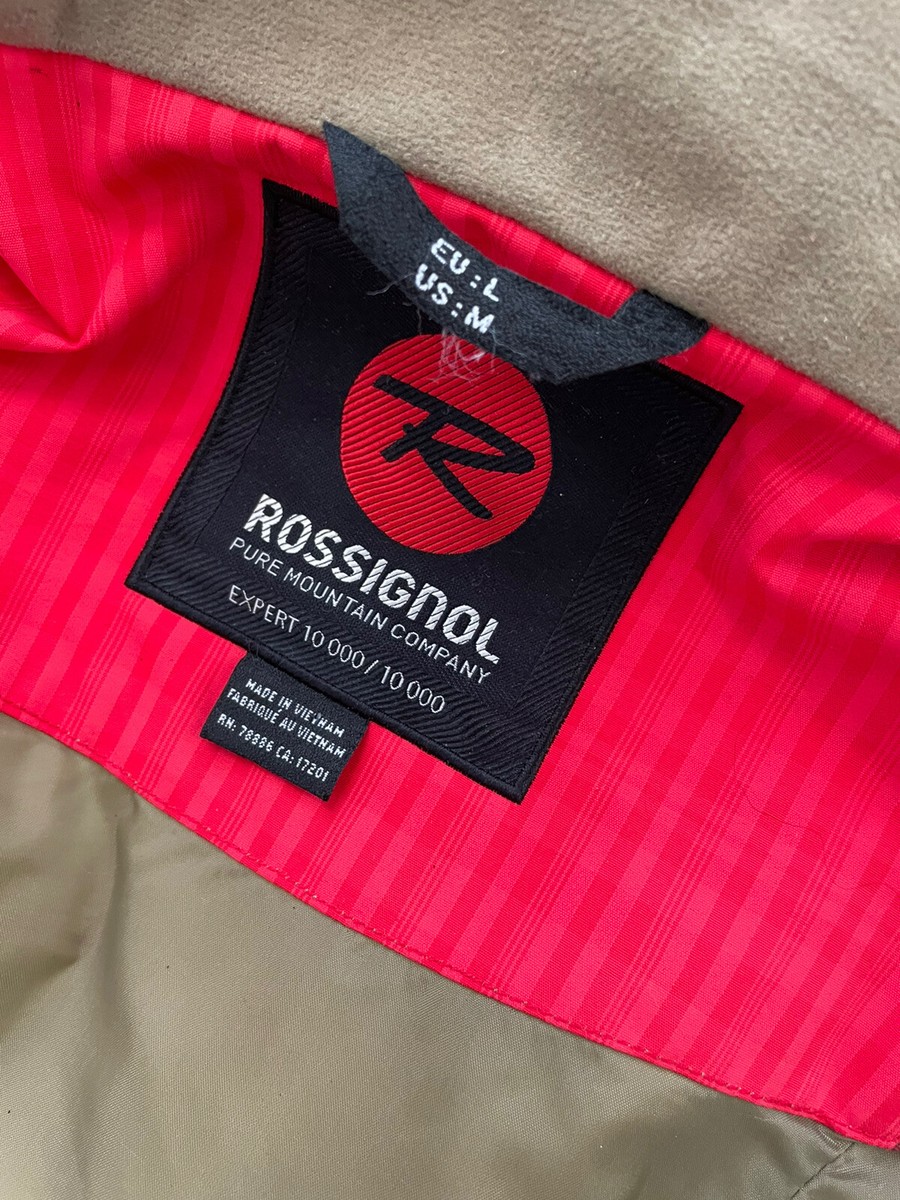 EU : L
US : M
R
ROSSIGNOL
PURE MOUNTAIN COMPANY
EXPERT 10 000 / 10 000
MADE IN VIETNAM
FABRIQUÉ AU VIETNAM
RN: 78886 CA: 17201